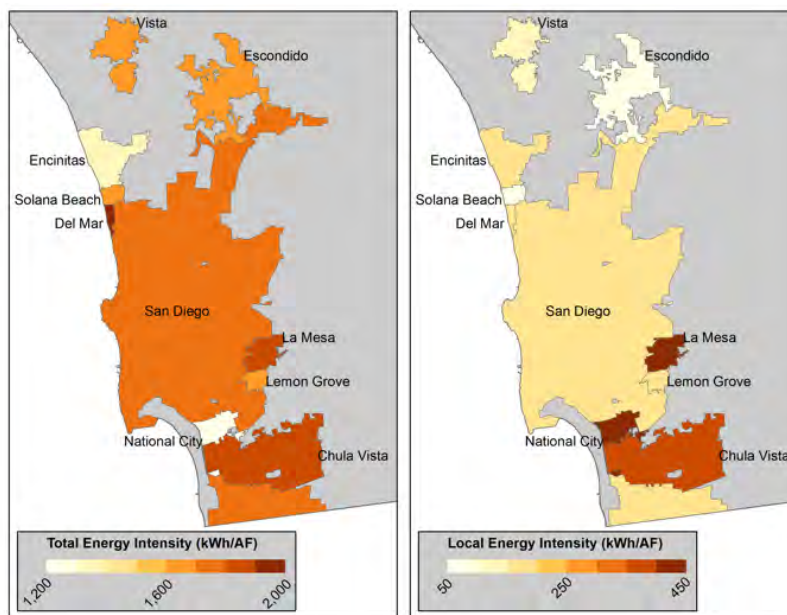 Vista
Escondido
Encinitas
Solana Beach
Del Mar
San Diego
La Mesa
Lemon Grove
National City
Chula Vista
Total Energy Intensity (kWh/AF)
1,200
1,600
2,000
Vista
Escondido
Encinitas
Solana Beach
Del Mar
San Diego
La Mesa
Lemon Grove
National City
Chula Vista
Local Energy Intensity (kWh/AF)
50
250
450